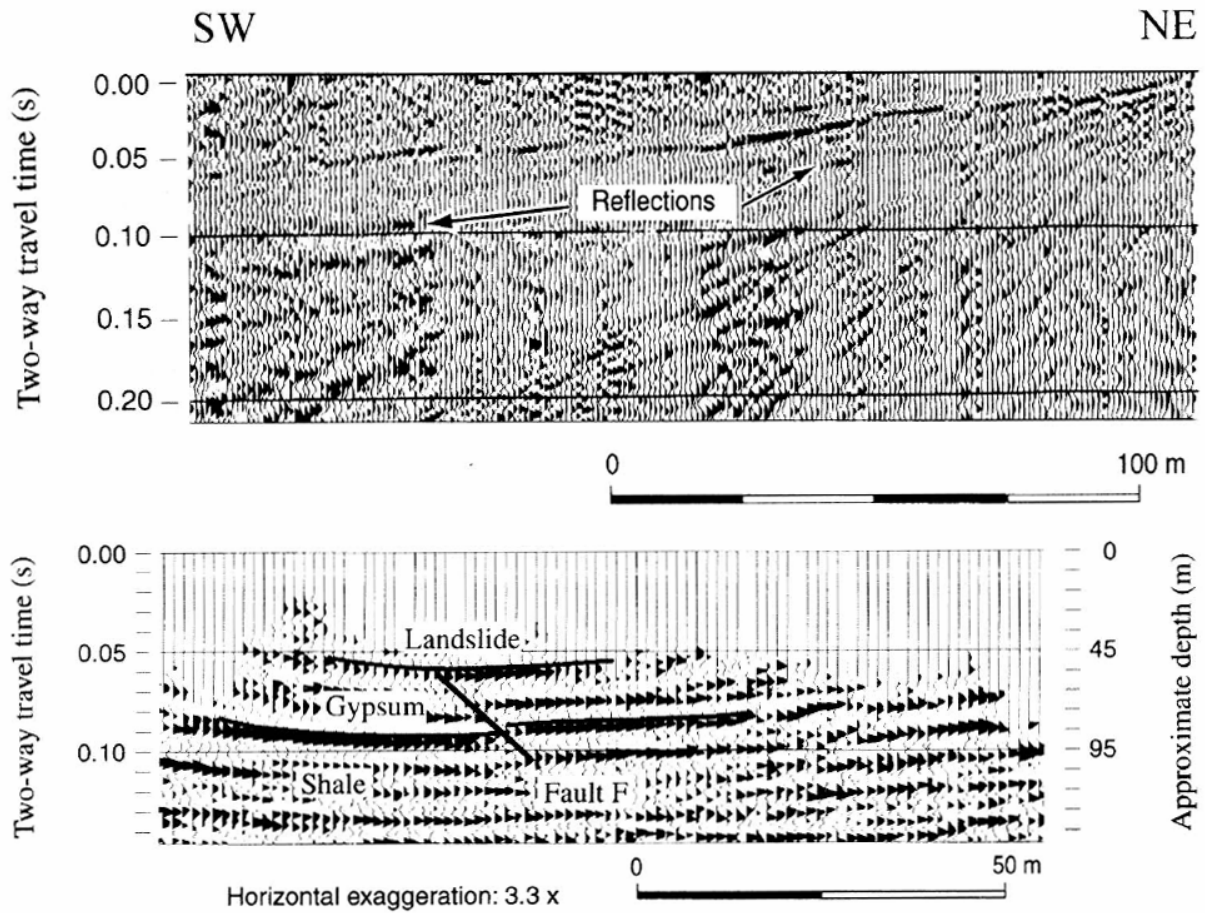 SW
NE
Two-way travel time (s)
0.00
0.05
0.10
0.15
0.20
Reflections
0
100 m
Two-way travel time (s)
0.00
0.05
0.10
Landslide
Gypsum
Shale
Fault F
0
45
95
Approximate depth (m)
Horizontal exaggeration: 3.3 x
0
50 m